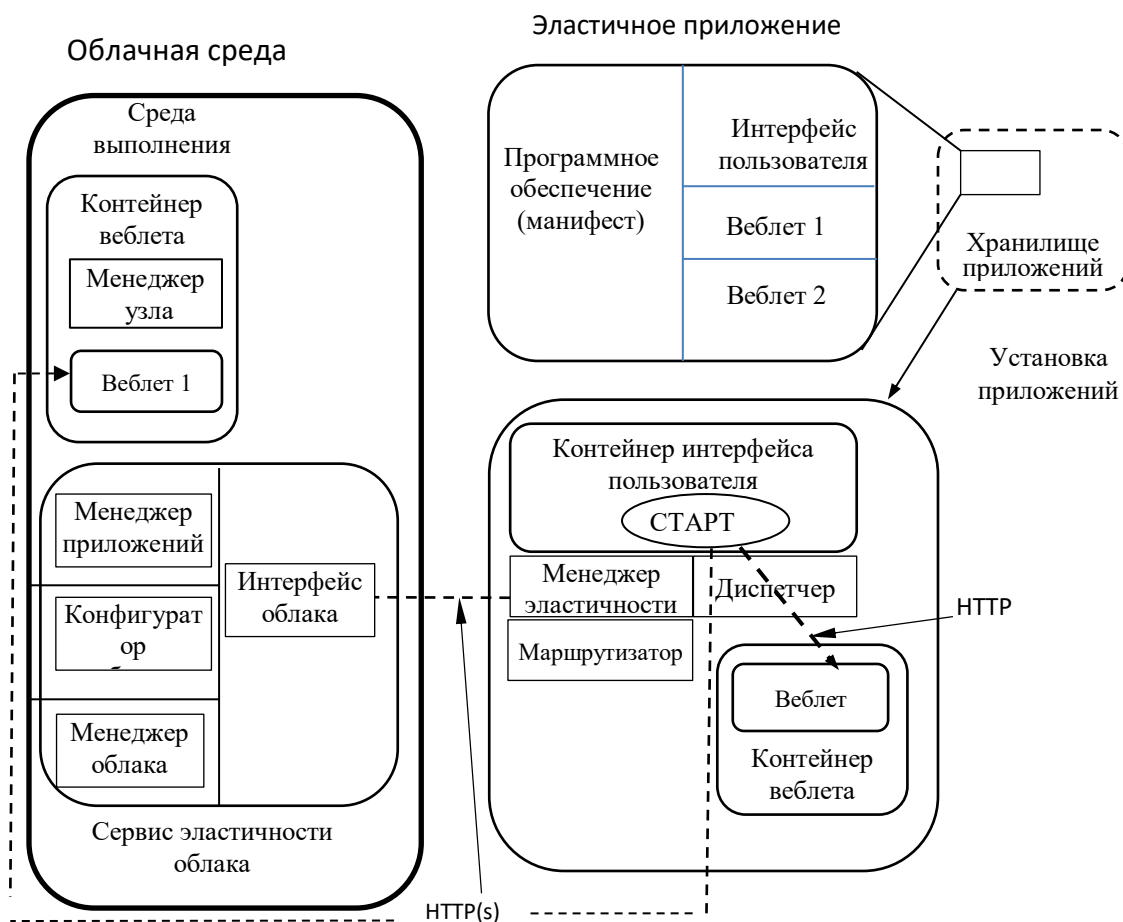 Облачная среда
Среда
выполнения
Контейнер
веблета
Менеджер
узла
Веблет 1
Менеджер
приложений
Конфигурат
ор
Менеджер
облака
Интерфейс
облака
Сервис эластичности
облака
Эластичное приложение
Программное
обеспечение
(манифест)
Интерфейс
пользователя
Веблет 1
Веблет 2
Хранилище
приложений
Установка
приложений
Контейнер интерфейса
пользователя
СТАРТ
Менеджер
эластичности
Диспетчер
Маршрутизатор
HTTP
Веблет
Контейнер
веблета
HTTP(s)